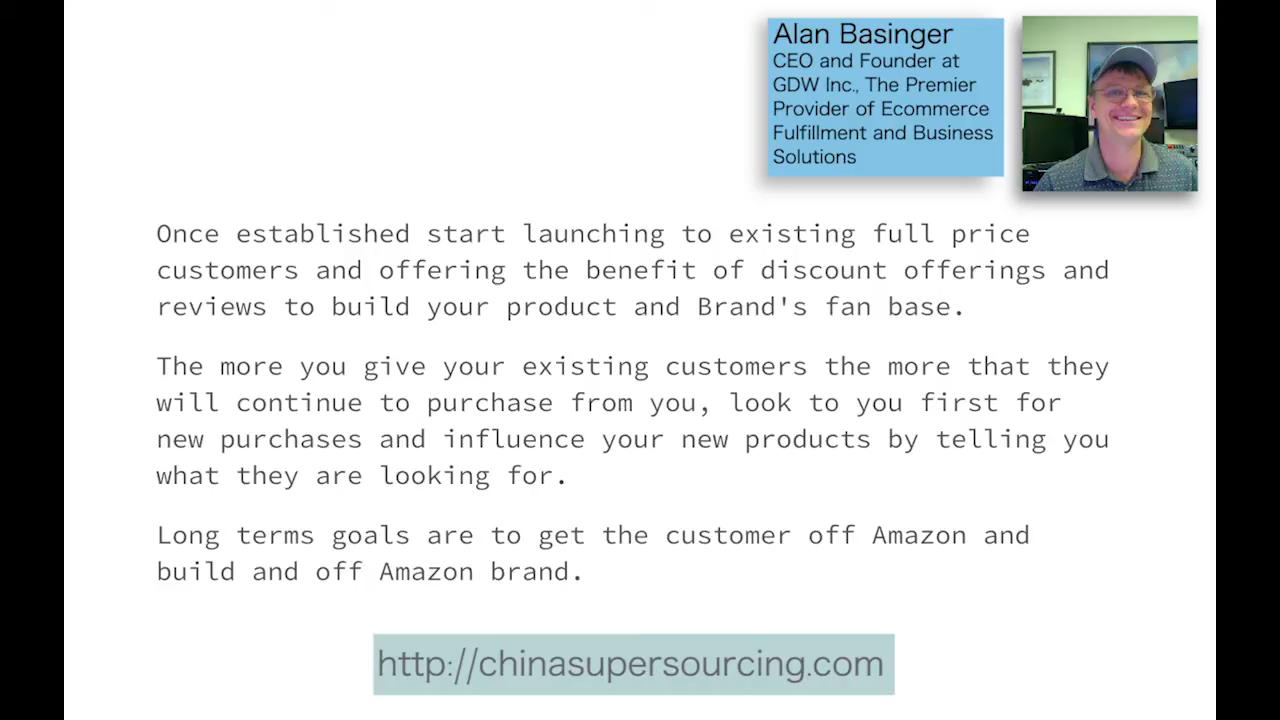 Alan Basinger
CEO and Founder at
GDW Inc., The Premier
Provider of Ecommerce
Fulfillment and Business
Solutions
Once established start launching to existing full price
customers and offering the benefit of discount offerings and
reviews to build your product and Brand's fan base.
The more you give your existing customers the more that they
will continue to purchase from you, look to you first for
new purchases and influence your new products by telling you
what they are looking for.
Long terms goals are to get the customer off Amazon and
build and off Amazon brand.
http://chinasupersourcing.com